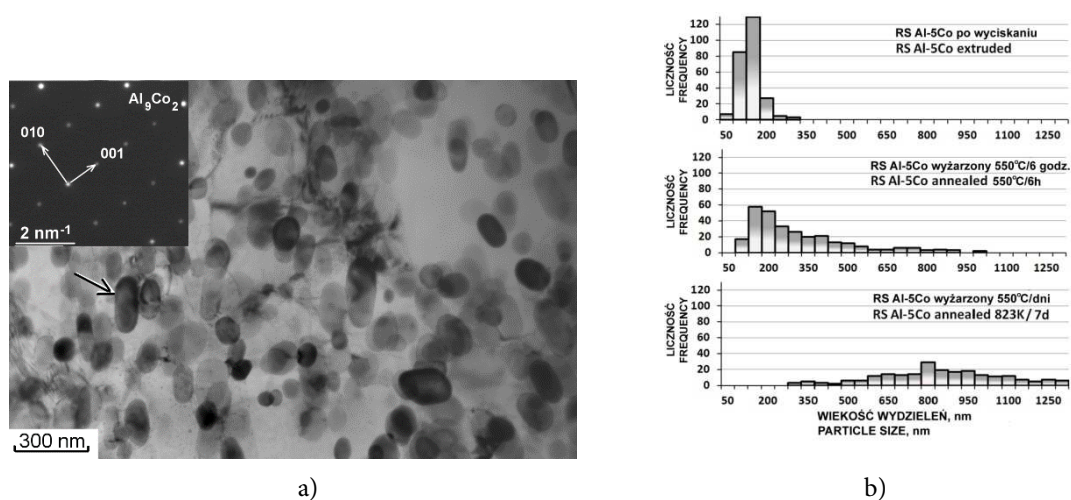 Al9Co2
010
001
2 nm-1
300 nm
a)
LICZNOŚĆ
FREQUENCY
120
100
80
60
40
20
0
RS Al-5Co po wyciskaniu
RS Al-5Co extruded
50 200 350 500 650 800 950 1100 1250
LICZNOŚĆ
FREQUENCY
120
100
80
60
40
20
0
RS Al-5Co wyżarzony 550°C/6 godz.
RS Al-5Co annealed 550°C/6h
50 200 350 500 650 800 950 1100 1250
LICZNOŚĆ
FREQUENCY
120
100
80
60
40
20
0
RS Al-5Co wyżarzony 550°C/dni
RS Al-5Co annealed 823K/ 7d
50 200 350 500 650 800 950 1100 1250
WIEKOŚĆ WYDZIELEŃ, nm
PARTICLE SIZE, nm
b)